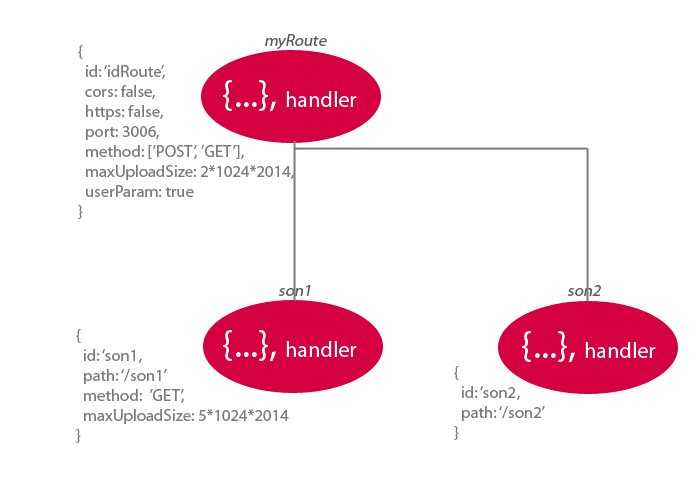 myRoute
{
id: ‘idRoute’,
cors: false,
https: false,
port: 3006,
method: [‘POST’, ‘GET’],
maxUploadSize: 2*1024*2014,
userParam: true
}
{...}, handler
son1
{
id: ‘son1,
path: ‘/son1’
method:  ’GET’,
maxUploadSize: 5*1024*2014
}
{...}, handler
son2
{
id: ‘son2,
path: ‘/son2’
}
{...}, handler